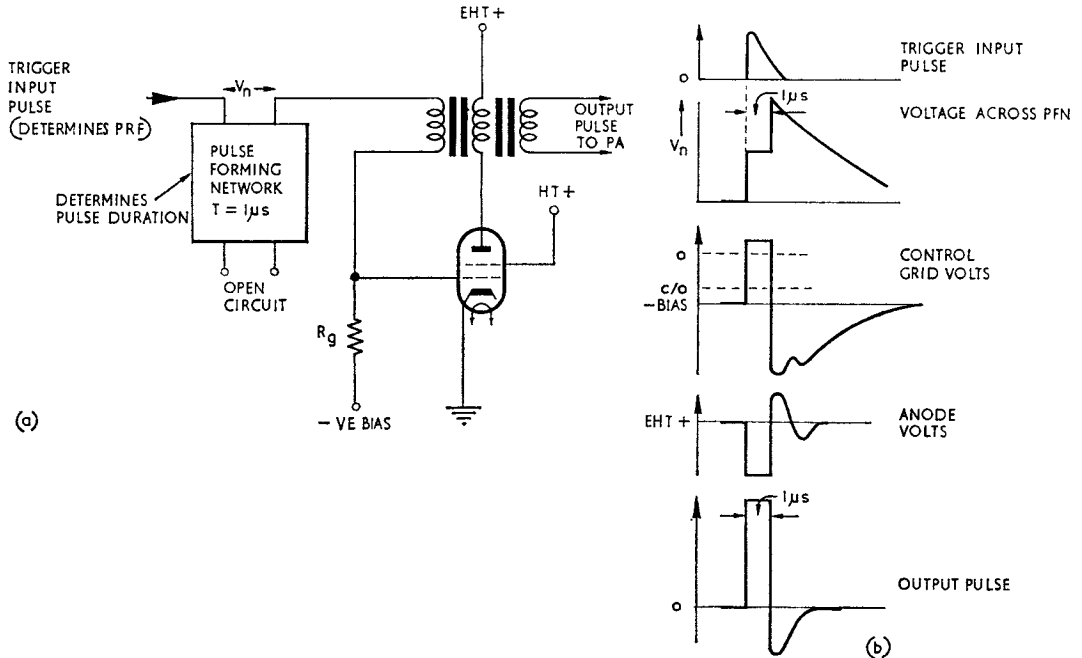 EHT+
TRIGGER
INPUT
PULSE
(DETERMINES PRF)
Vn
PULSE
FORMING
NETWORK
T = 1µs
DETERMINES
PULSE DURATION
OPEN
CIRCUIT
OUTPUT
PULSE
TO PA
HT+
Rg
-VE BIAS
(a)
TRIGGER INPUT
PULSE
0
1µs
VOLTAGE ACROSS PFN
Vn
0
c/o
-BIAS
CONTROL
GRID VOLTS
EHT +
ANODE
VOLTS
1µs
0
OUTPUT PULSE
(b)